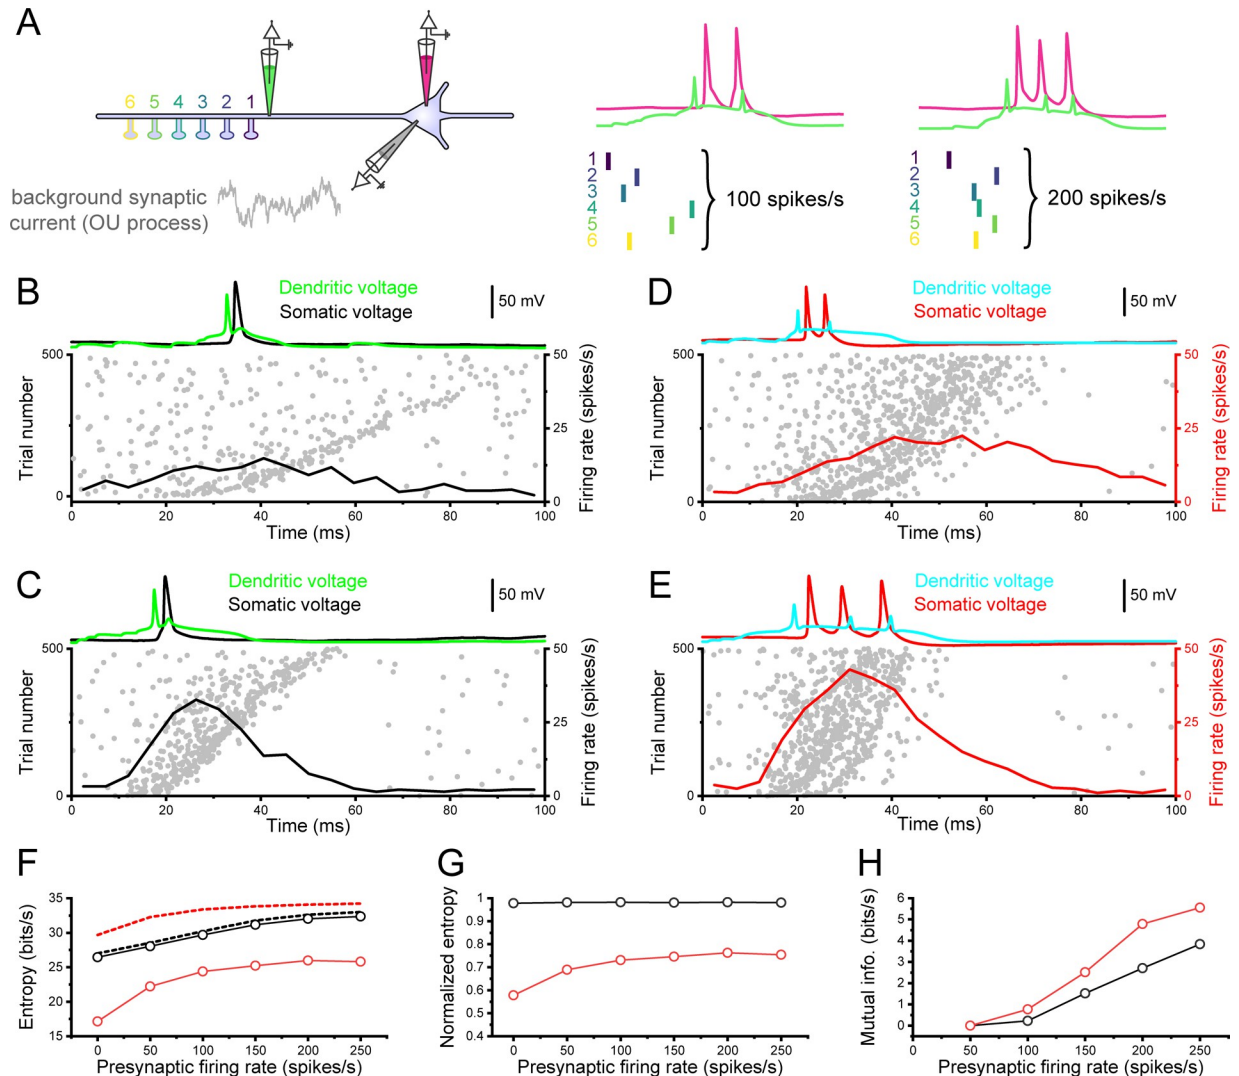 A
6 5 4 3 2 1
background synaptic
current (OU process)
1
2
3
4
5
6
100 spikes/s
1
2
3
4
5
6
200 spikes/s
B
Dendritic voltage
Somatic voltage
50 mV
Trial number
500
0
50
25
0
Firing rate (spikes/s)
0 20 40 60 80 100
Time (ms)
D
Dendritic voltage
Somatic voltage
50 mV
Trial number
500
0
50
25
0
Firing rate (spikes/s)
0 20 40 60 80 100
Time (ms)
C
Dendritic voltage
Somatic voltage
50 mV
Trial number
500
0
50
25
0
Firing rate (spikes/s)
0 20 40 60 80 100
Time (ms)
E
Dendritic voltage
Somatic voltage
50 mV
Trial number
500
0
50
25
0
Firing rate (spikes/s)
0 20 40 60 80 100
Time (ms)
F
Entropy (bits/s)
35
30
25
20
15
0 50 100 150 200 250
Presynaptic firing rate (spikes/s)
G
Normalized entropy
1
0.9
0.8
0.7
0.6
0.5
0.4
0 50 100 150 200 250
Presynaptic firing rate (spikes/s)
H
Mutual info. (bits/s)
6
5
4
3
2
1
0
0 50 100 150 200 250
Presynaptic firing rate (spikes/s)